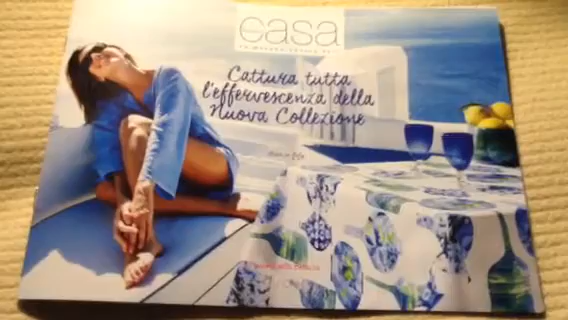 casa
Cattura tutta
l'effervescenza della
Nuova Collezione